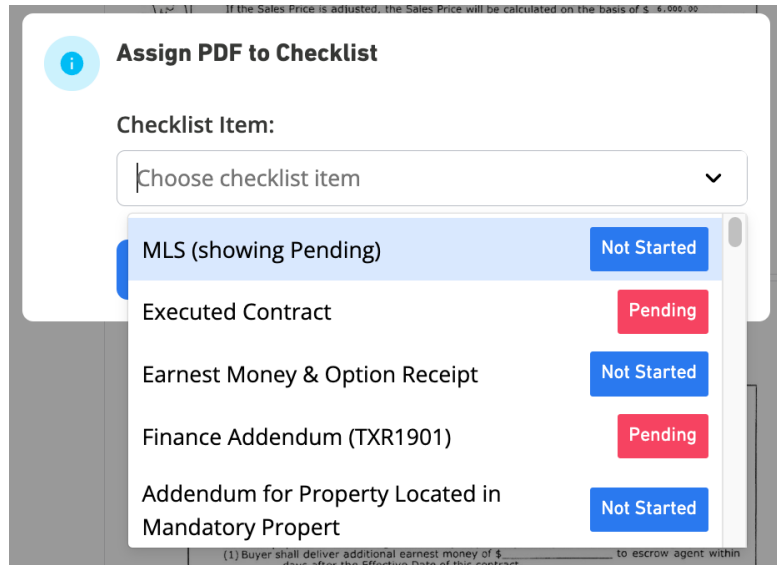 If the Sales Price is adjusted, the Sales Price will be calculated on the basis of $ 6,000.00
Assign PDF to Checklist
Checklist Item:
Choose checklist item
MLS (showing Pending) Not Started
Executed Contract Pending
Earnest Money & Option Receipt Not Started
Finance Addendum (TXR1901) Pending
Addendum for Property Located in
Mandatory Propert Not Started
(1) Buyer shall deliver additional earnest money of $ to escrow agent within
days after the Effective Date of this contract